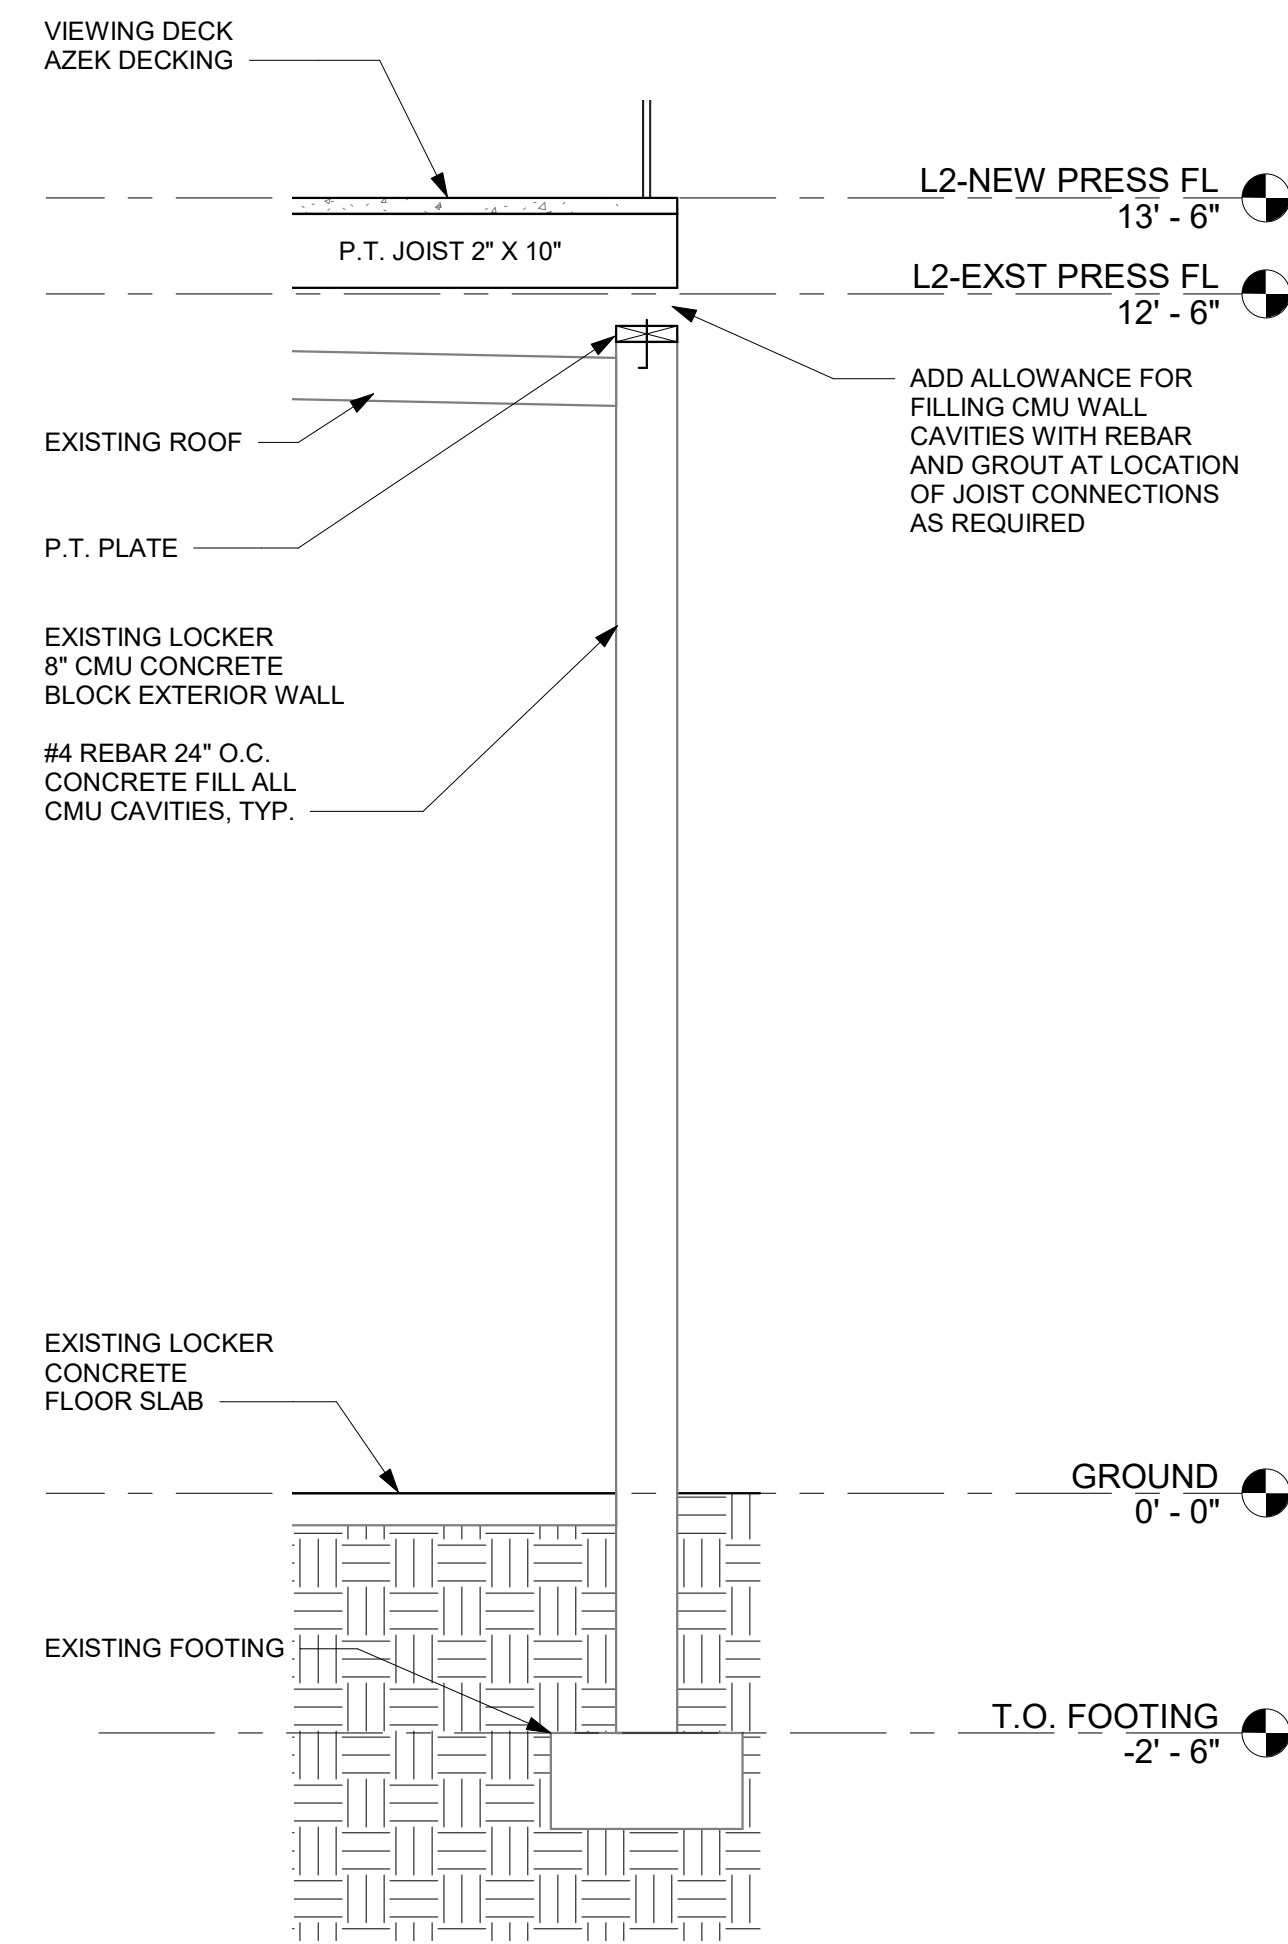 VIEWING DECK
AZEK DECKING
L2-NEW PRESS FL
13' - 6"
P.T. JOIST 2" X 10"
L2-EXST PRESS FL
12' - 6"
ADD ALLOWANCE FOR
FILLING CMU WALL
CAVITIES WITH REBAR
AND GROUT AT LOCATION
OF JOIST CONNECTIONS
AS REQUIRED
EXISTING ROOF
P.T. PLATE
EXISTING LOCKER
8" CMU CONCRETE
BLOCK EXTERIOR WALL
#4 REBAR 24" O.C.
CONCRETE FILL ALL
CMU CAVITIES, TYP.
EXISTING LOCKER
CONCRETE
FLOOR SLAB
GROUND
0' - 0"
EXISTING FOOTING
T.O. FOOTING
-2' - 6"